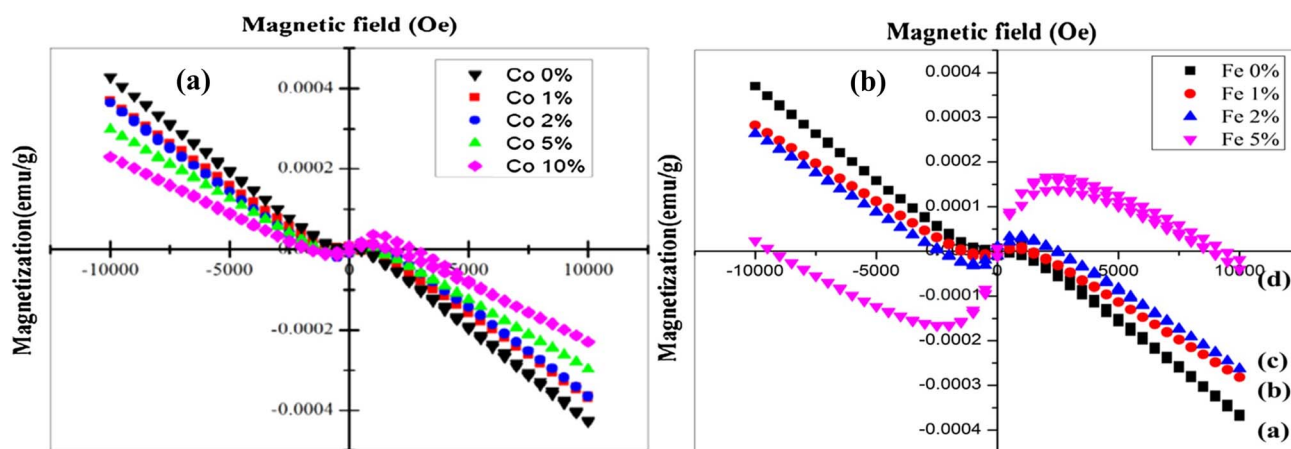 Magnetic field (Oe)
(a)
Co 0%
Co 1%
Co 2%
Co 5%
Co 10%
0.0004
0.0002
-10000
-5000
0
5000
10000
-0.0002
-0.0004
Magnetization(emu/g)
Magnetic field (Oe)
(b)
Fe 0%
Fe 1%
Fe 2%
Fe 5%
0.0004
0.0003
0.0002
0.0001
0.0000
-10000
-5000
0
5000
10000
-0.0001
-0.0002
-0.0003
-0.0004
Magnetization(emu/g)
(d)
(c)
(b)
(a)